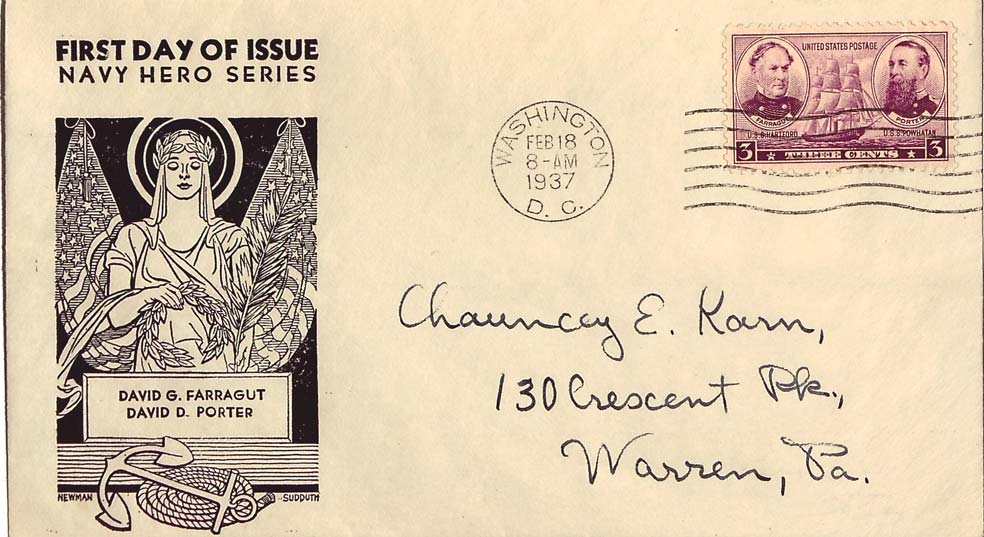 FIRST DAY OF ISSUE
NAVY HERO SERIES
DAVID G. FARRAGUT
DAVID D. PORTER
NEWMAN SUDDUTH
WASHINGTON
FEB 18
8-AM
1937
D. C.
UNITED STATES POSTAGE
FARRAGUT PORTER
U.S.S. HARTFORD U.S.S. POWHATAN
3 THREE CENTS 3
Chauncey E. Karn,
130 Crescent Pk.,
Warren, Pa.